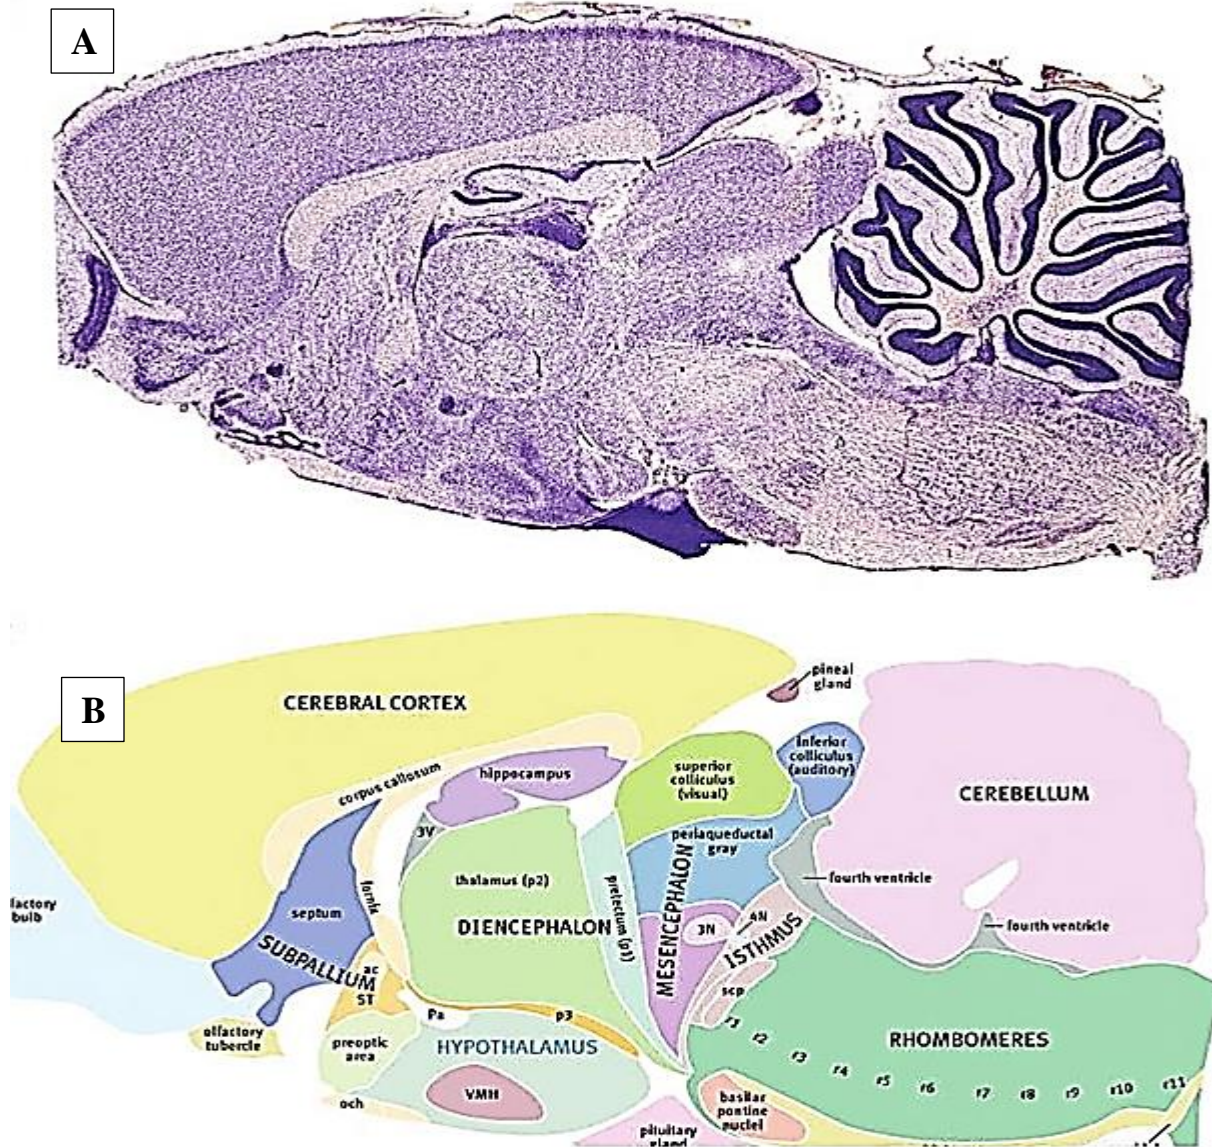 A
B
pineal
gland
CEREBRAL CORTEX
inferior
colliculus
(auditory)
superior
colliculus
(visual)
corpus callosum
hippocampus
CEREBELLUM
3V
periaqueductal
gray
thalamus (p2)
fourth ventricle
lfactory
bulb
fornix
septum
pretectum (p1)
MESENCEPHALON
4N
3N
DIENCEPHALON
fourth ventricle
ISTHMUS
SUBPALLIUM
ac
ST
scp
Pa
p3
r1
r2
r3
r4
r5
r6
r7
r8
r9
r10
r11
olfactory
tubercle
preoptic
area
HYPOTHALAMUS
RHOMBOMERES
VMH
och
basilar
pontine
nuclei
pituitary
gland